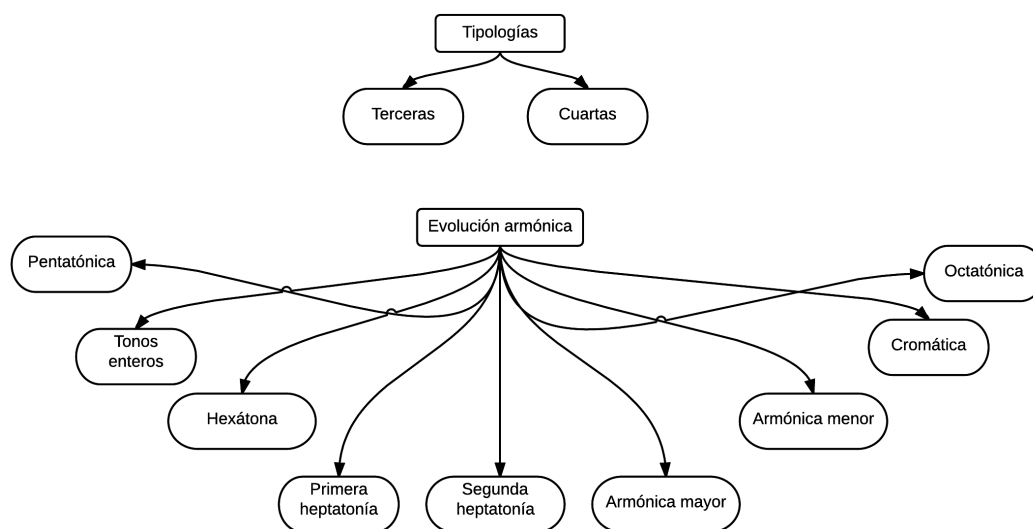 Tipologías
Terceras
Cuartas
Evolución armónica
Pentatónica
Octatónica
Tonos
enteros
Cromática
Hexátona
Armónica menor
Primera
heptatonía
Segunda
heptatonía
Armónica mayor